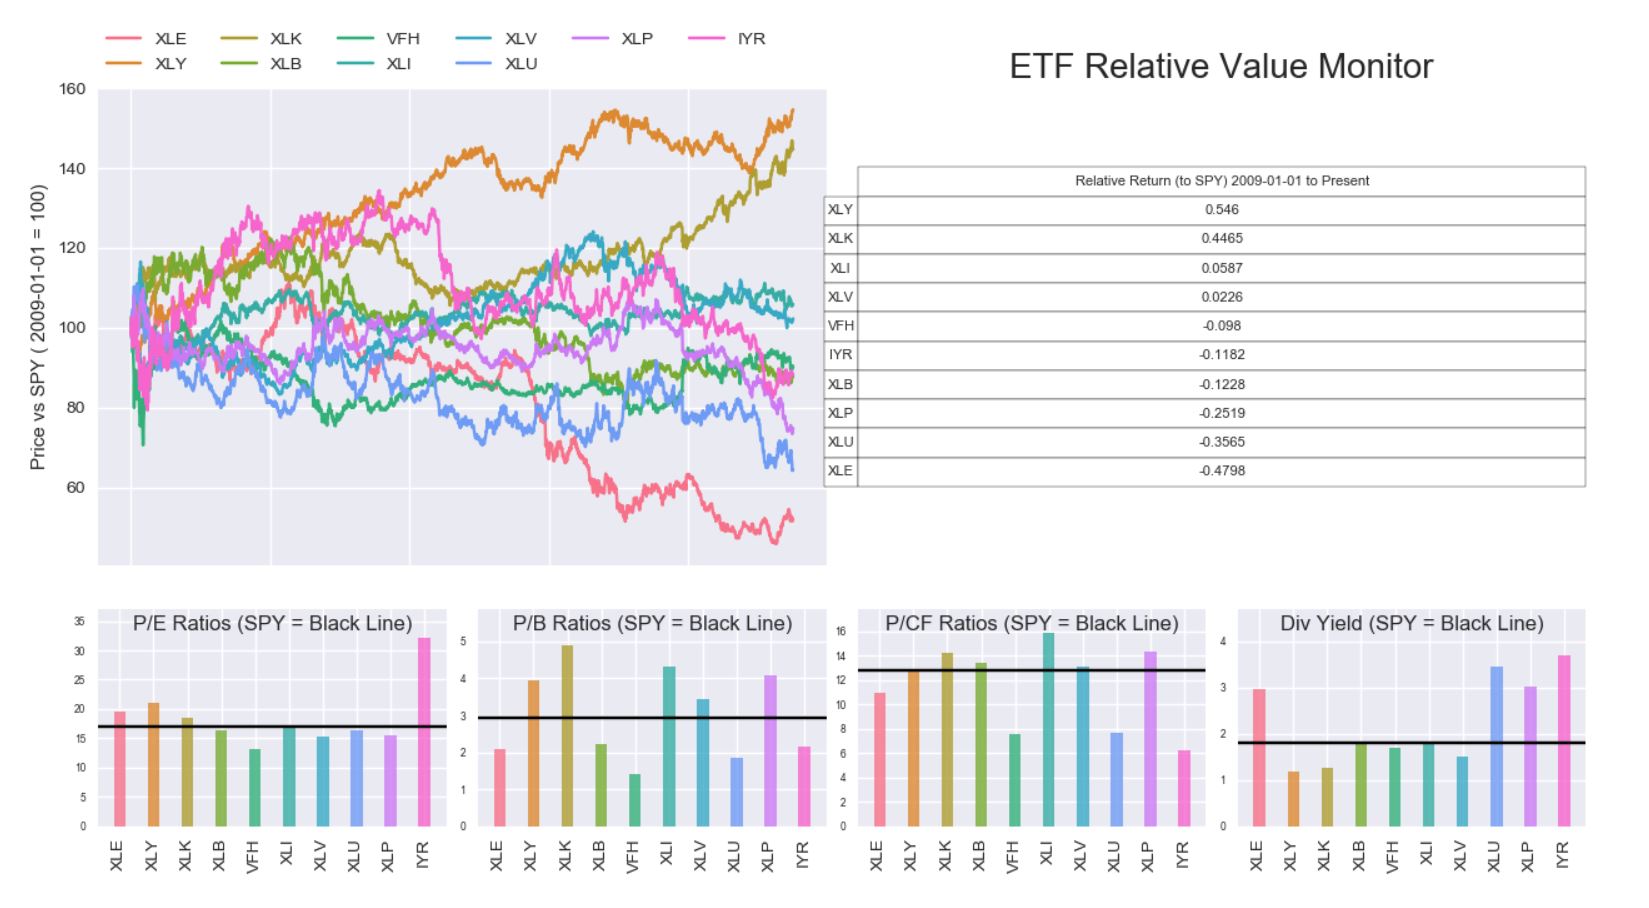 XLE XLK VFH XLV XLP IYR
XLY XLB XLI XLU
ETF Relative Value Monitor
Price vs SPY ( 2009-01-01 = 100)
160
140
120
100
80
60
Relative Return (to SPY) 2009-01-01 to Present
XLY 0.546
XLK 0.4465
XLI 0.0587
XLV 0.0226
VFH -0.098
IYR -0.1182
XLB -0.1228
XLP -0.2519
XLU -0.3565
XLE -0.4798
P/E Ratios (SPY = Black Line)
35
30
25
20
15
10
5
0
XLE XLY XLK XLB VFH XLI XLV XLU XLP IYR
P/B Ratios (SPY = Black Line)
5
4
3
2
1
0
XLE XLY XLK XLB VFH XLI XLV XLU XLP IYR
P/CF Ratios (SPY = Black Line)
16
14
12
10
8
6
4
2
0
XLE XLY XLK XLB VFH XLI XLV XLU XLP IYR
Div Yield (SPY = Black Line)
4
3
2
1
0
XLE XLY XLK XLB VFH XLI XLV XLU XLP IYR